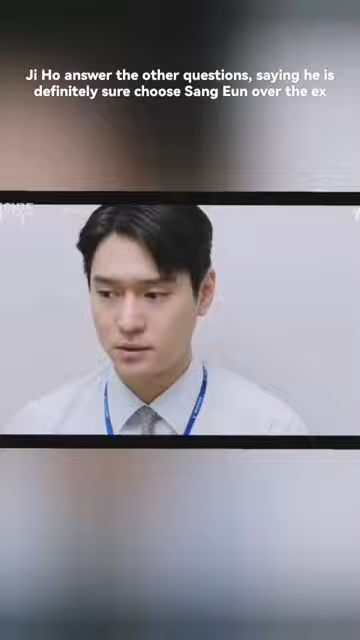 Ji Ho answer the other questions, saying he is
definitely sure choose Sang Eun over the ex